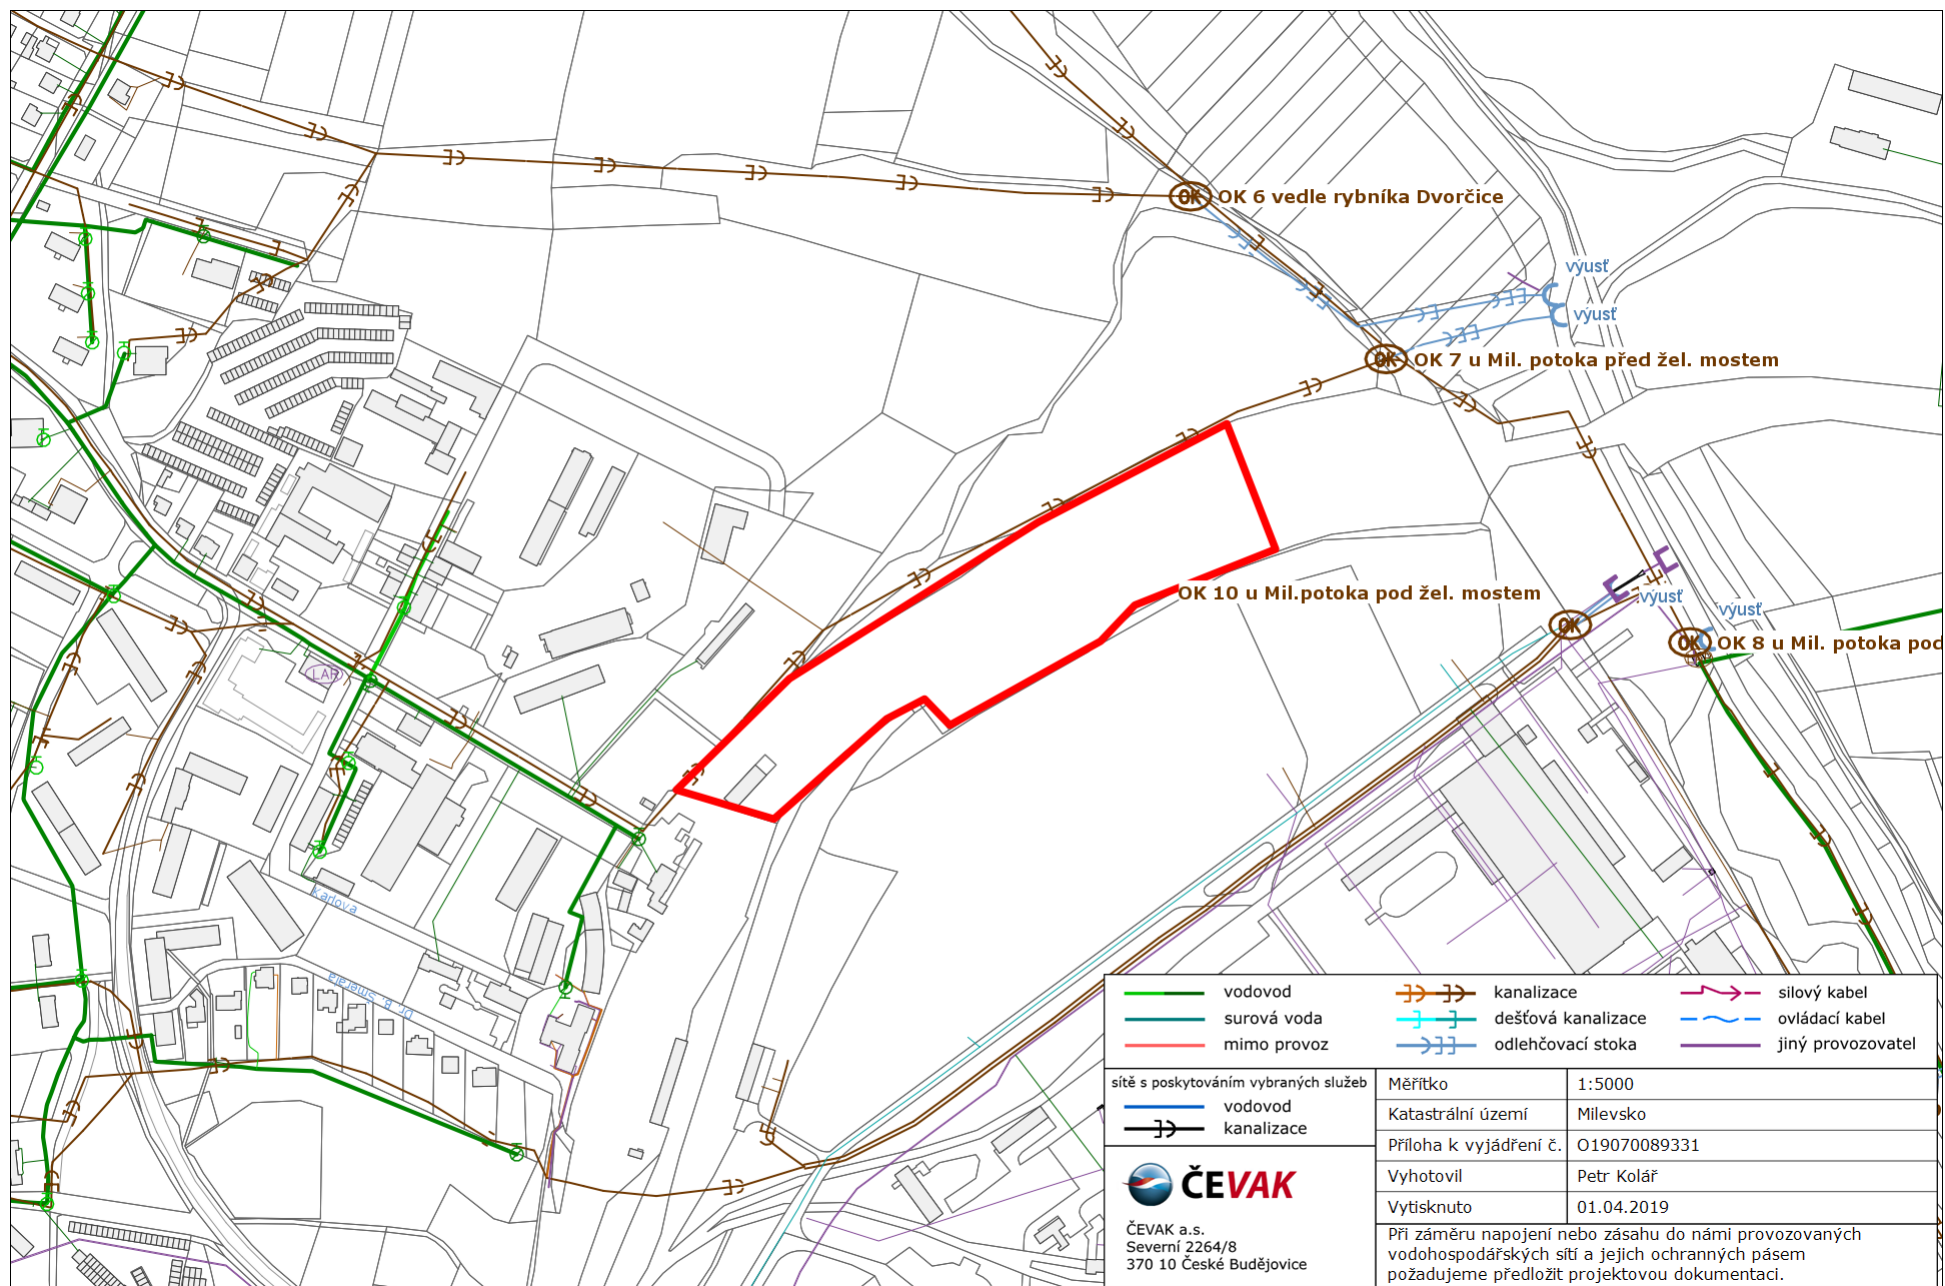 OK OK 6 vedle rybníka Dvorčice
výusť
výusť
OK OK 7 u Mil. potoka před žel. mostem
OK 10 u Mil.potoka pod žel. mostem
OK
výusť
výusť
OK OK 8 u Mil. potoka pod
LAR
Karlova
Dr. B. Šmerala
vodovod
surová voda
mimo provoz
kanalizace
dešťová kanalizace
odlehčovací stoka
silový kabel
ovládací kabel
jiný provozovatel
sítě s poskytováním vybraných služeb
vodovod
kanalizace
Měřítko 1:5000
Katastrální území Milevsko
Příloha k vyjádření č. O19070089331
Vyhotovil Petr Kolář
Vytisknuto 01.04.2019
ČEVAK
ČEVAK a.s.
Severní 2264/8
370 10 České Budějovice
Při záměru napojení nebo zásahu do námi provozovaných
vodohospodářských sítí a jejich ochranných pásem
požadujeme předložit projektovou dokumentaci.